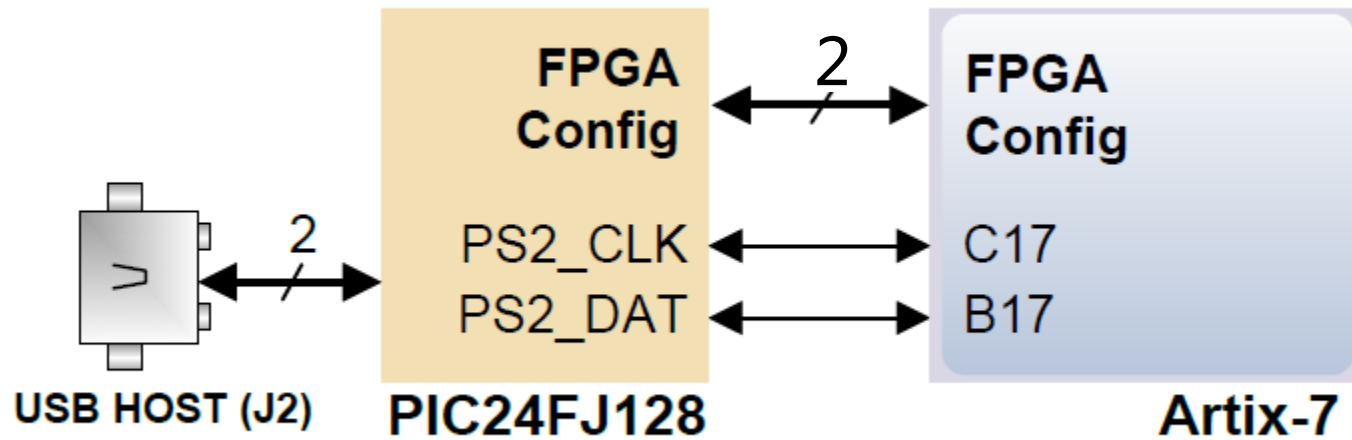 2
FPGA
Config
2
FPGA
Config
PS2_CLK
C17
PS2_DAT
B17
USB HOST (J2)
PIC24FJ128
Artix-7